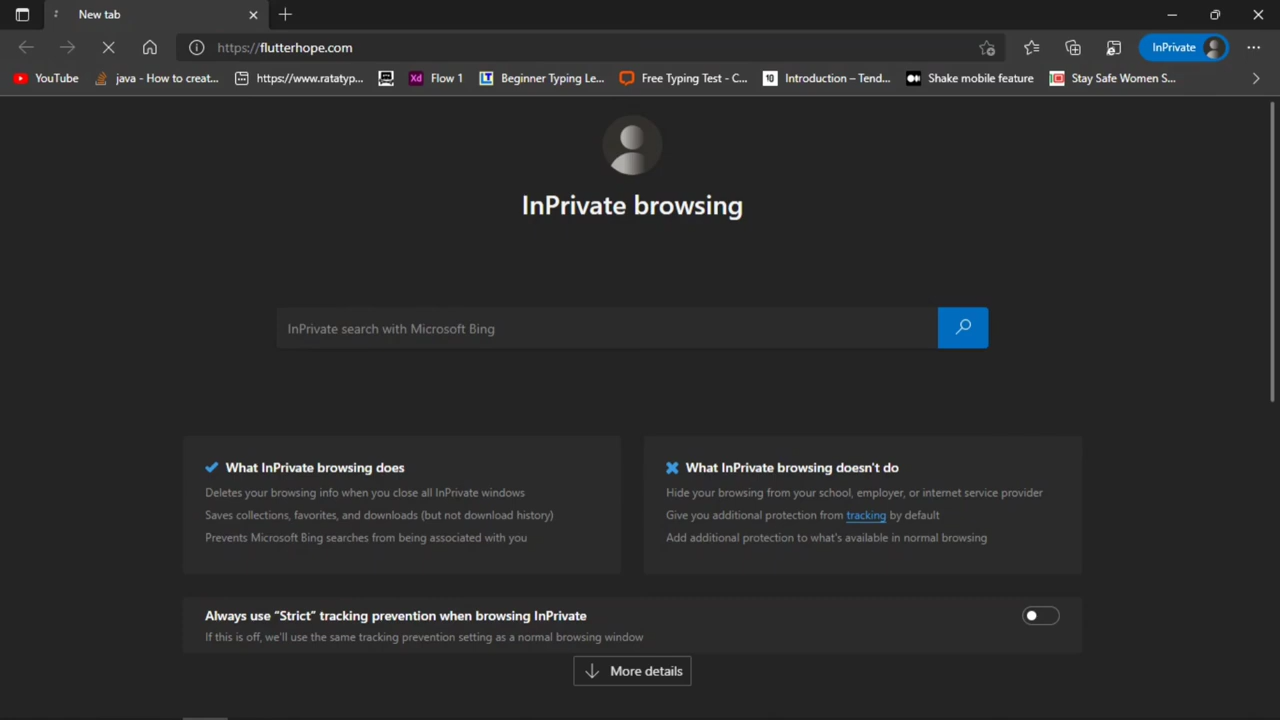 New tab
https://flutterhope.com
InPrivate
YouTube
java - How to creat...
https://www.ratatyp...
Xd Flow 1
Beginner Typing Le...
Free Typing Test - C...
10 Introduction – Tend...
Shake mobile feature
Stay Safe Women S...
InPrivate browsing
InPrivate search with Microsoft Bing
What InPrivate browsing does
Deletes your browsing info when you close all InPrivate windows
Saves collections, favorites, and downloads (but not download history)
Prevents Microsoft Bing searches from being associated with you
What InPrivate browsing doesn't do
Hide your browsing from your school, employer, or internet service provider
Give you additional protection from tracking by default
Add additional protection to what's available in normal browsing
Always use “Strict” tracking prevention when browsing InPrivate
If this is off, we'll use the same tracking prevention setting as a normal browsing window
More details